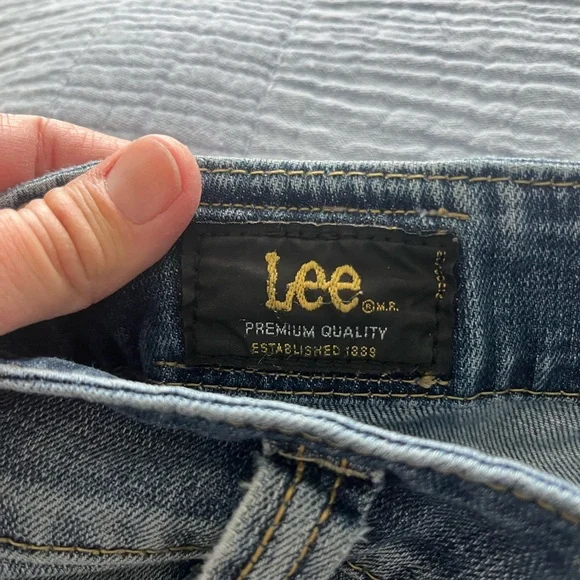 Lee ® M.R.
PREMIUM QUALITY
ESTABLISHED 1889